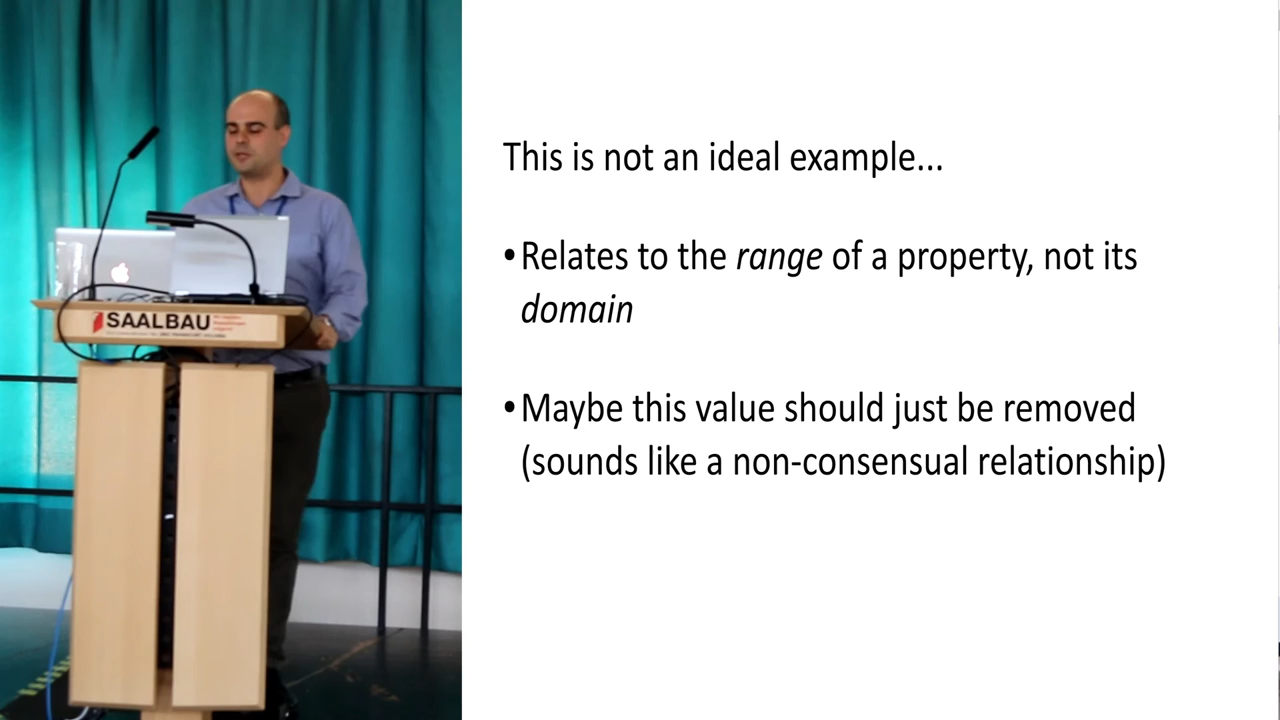 This is not an ideal example...
•Relates to the range of a property, not its
domain
•Maybe this value should just be removed
(sounds like a non-consensual relationship)
SAALBAU